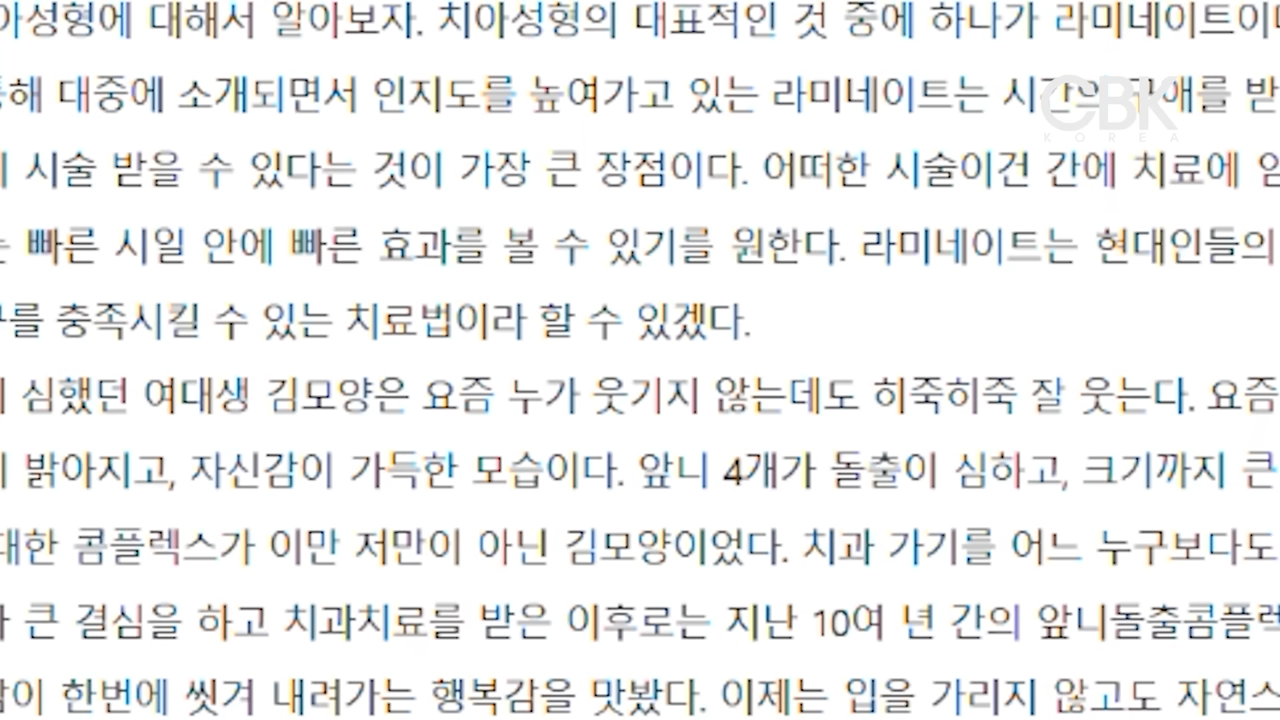 아성형에 대해서 알아보자. 치아성형의 대표적인 것 중에 하나가 라미네이트이
해 대중에 소개되면서 인지도를 높여가고 있는 라미네이트는 받
시술 받을 수 있다는 것이 가장 큰 장점이다. 어떠한 시술이건 간에 치료에
빠른 시일 안에 빠른 효과를 볼 수 있기를 원한다. 라미네이트는 현대인들의
를 충족시킬 수 있는 치료법이라 할 수 있겠다.
심했던 여대생 김모양은 요즘 누가 웃기지 않는데도 히죽히죽 잘 웃는다. 요즘
밝아지고, 자신감이 가득한 모습이다. 앞니 4개가 돌출이 심하고, 크기까지 큰
대한 콤플렉스가 이만 저만이 아닌 김모양이었다. 치과 가기를 어느 누구보다도
큰 결심을 하고 치과치료를 받은 이후로는 지난 10여 년 간의 앞니돌출콤플렉
이 한번에 씻겨 내려가는 행복감을 맛봤다. 이제는 입을 가리지 않고도 자연스
CBK
KOREA